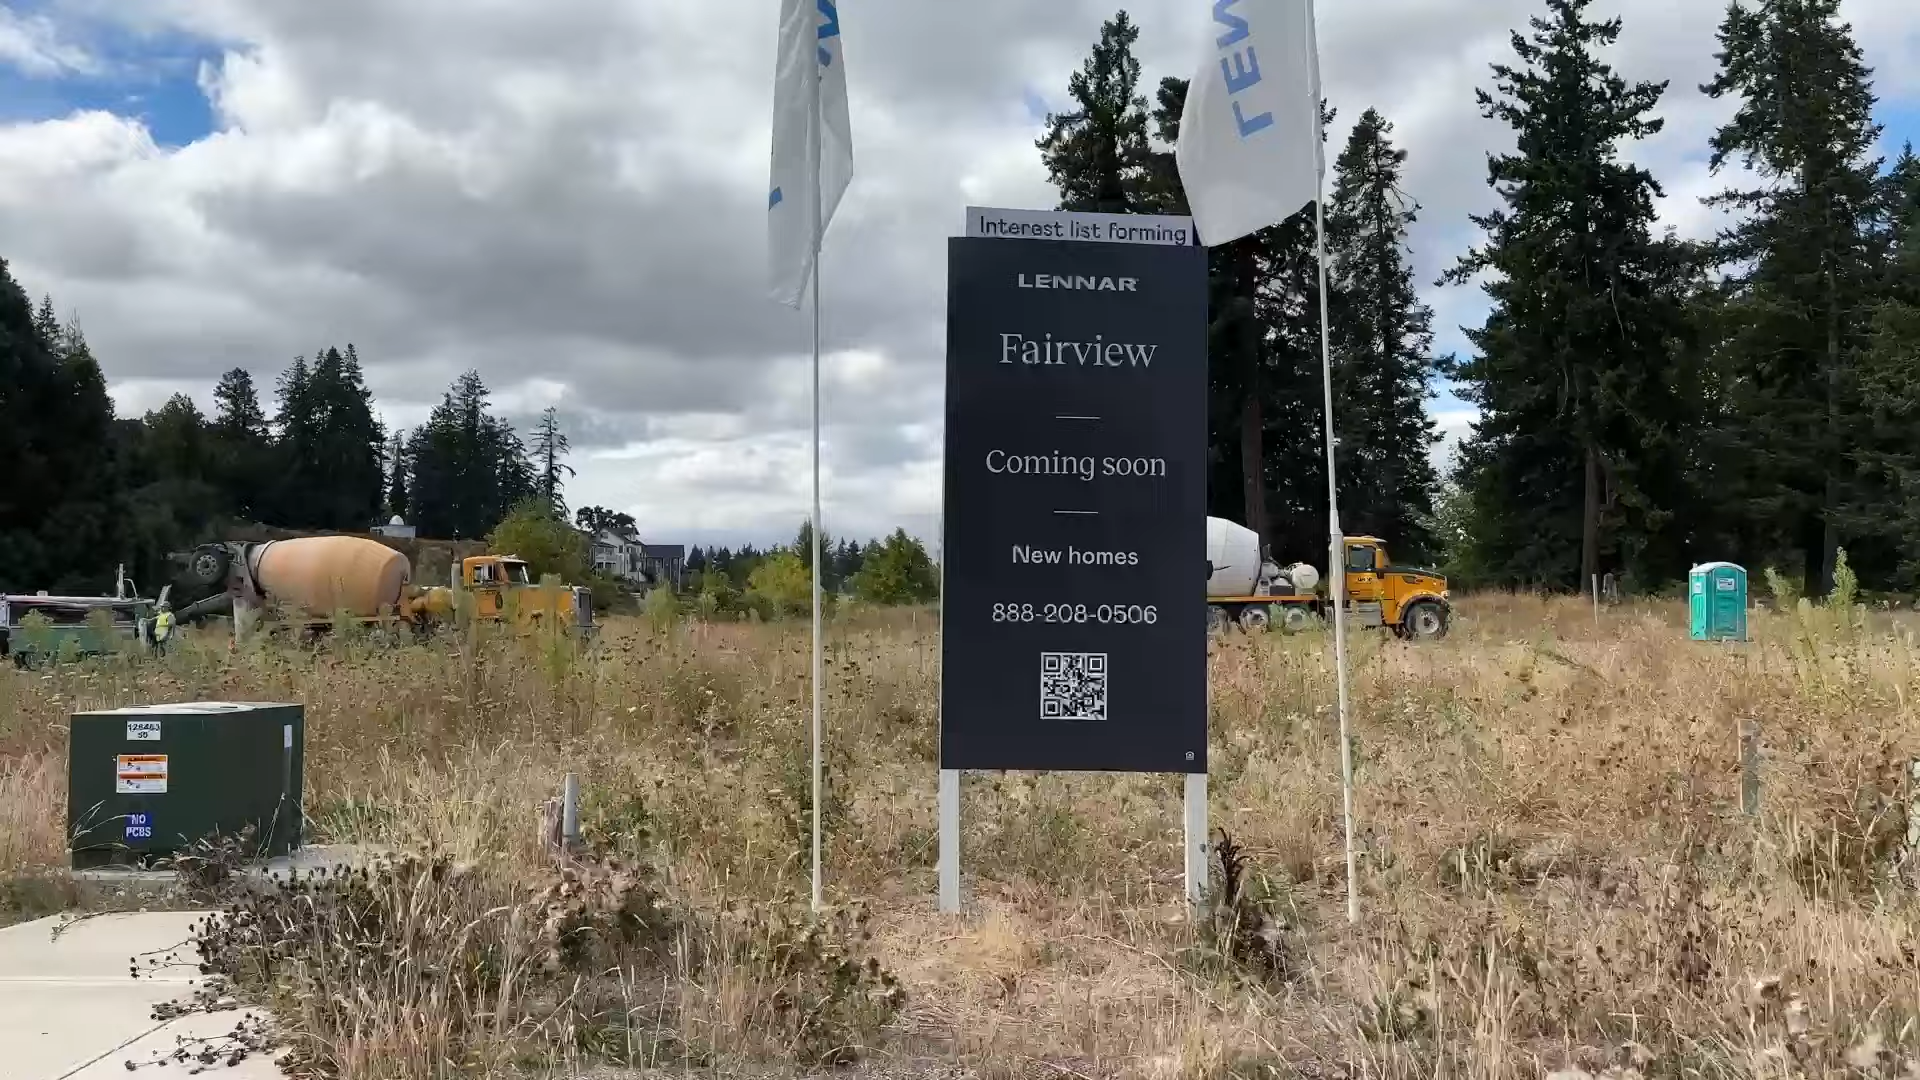 Interest list forming
LENNAR
Fairview
Coming soon
New homes
888-208-0506
NO
PCBS